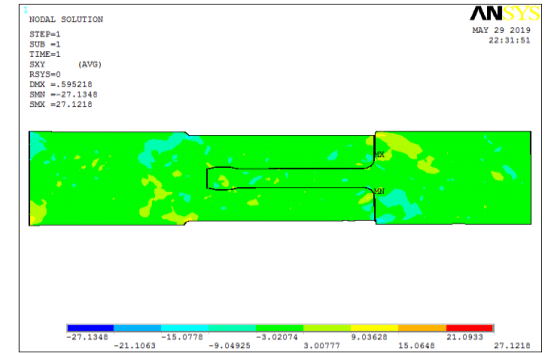 1
ANSYS
NODAL SOLUTION
MAY 29 2019
22:31:51
STEP=1
SUB =1
TIME=1
SXY (AVG)
RSYS=0
DMX =.595218
SMN =-27.1348
SMX =27.1218
MX
MN
-27.1348 -15.0778 -3.02074 9.03628 21.0933
-21.1063 -9.04925 3.00777 15.0648 27.1218